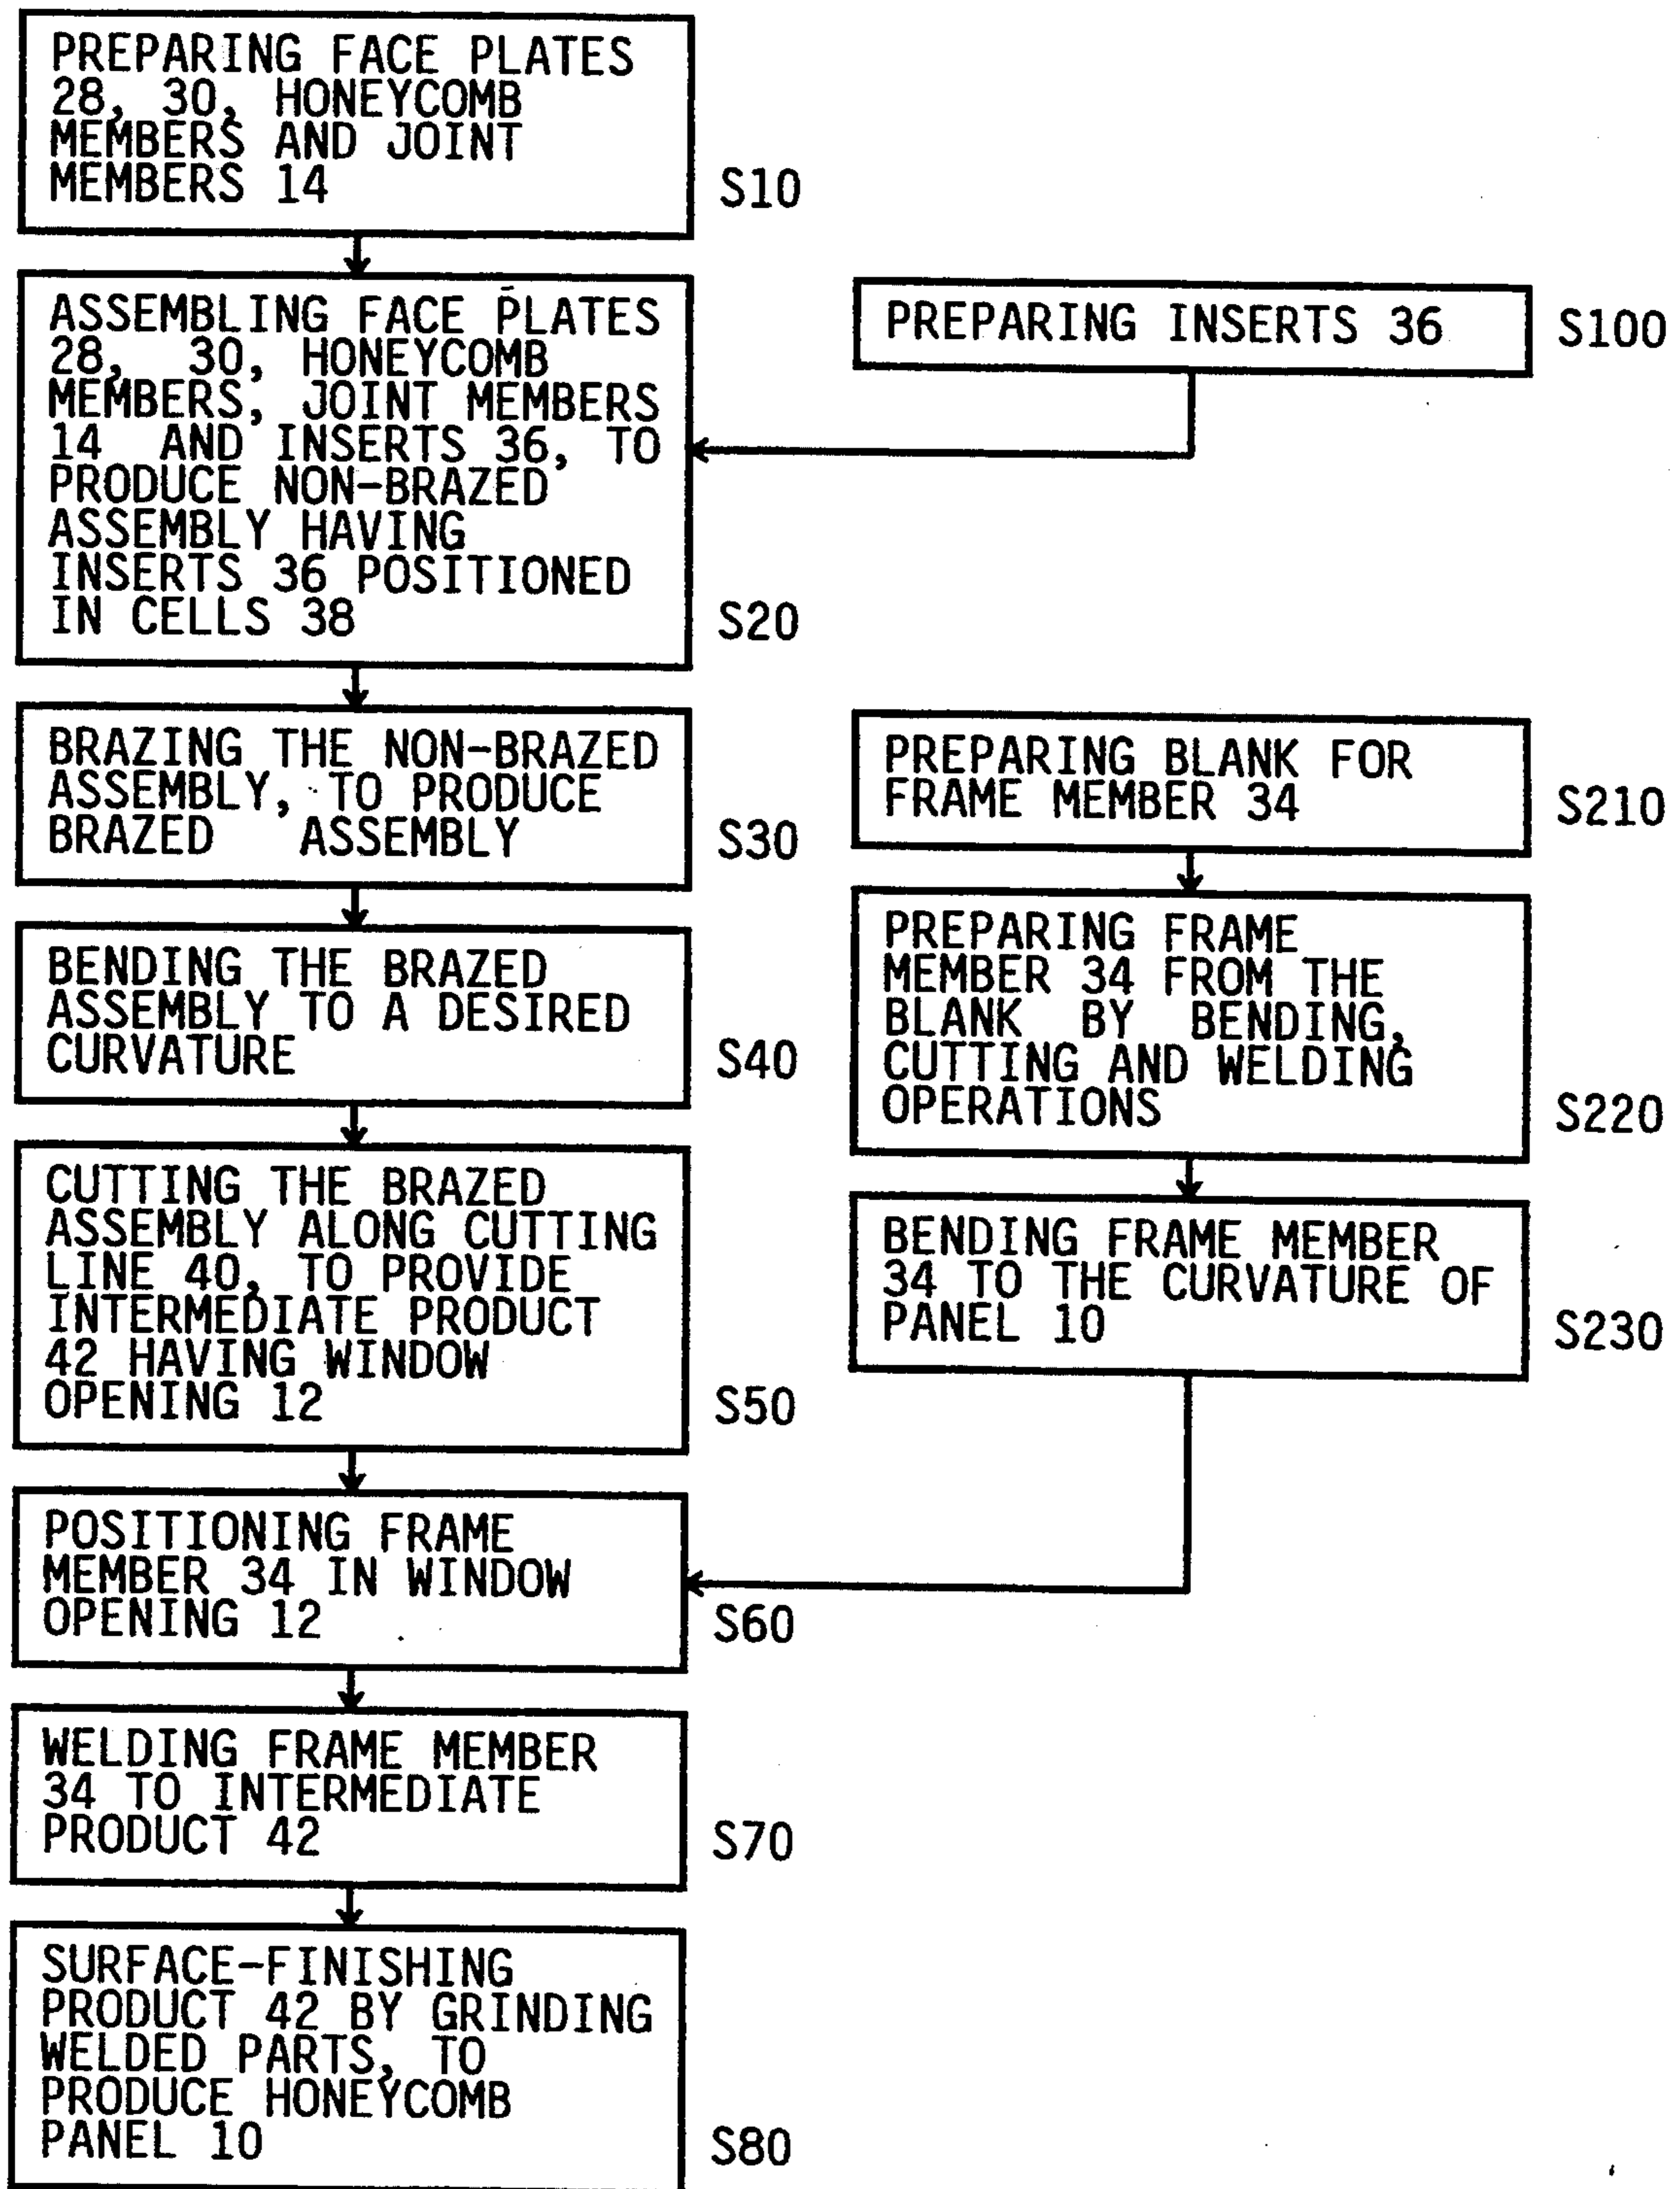 PREPARING FACE PLATES
28, 30, HONEYCOMB
MEMBERS AND JOINT
MEMBERS 14
S10
ASSEMBLING FACE PLATES
28, 30, HONEYCOMB
MEMBERS, JOINT MEMBERS
14 AND INSERTS 36, TO
PRODUCE NON-BRAZED
ASSEMBLY HAVING
INSERTS 36 POSITIONED
IN CELLS 38
S20
PREPARING INSERTS 36
S100
BRAZING THE NON-BRAZED
ASSEMBLY, TO PRODUCE
BRAZED ASSEMBLY
S30
BENDING THE BRAZED
ASSEMBLY TO A DESIRED
CURVATURE
S40
CUTTING THE BRAZED
ASSEMBLY ALONG CUTTING
LINE 40, TO PROVIDE
INTERMEDIATE PRODUCT
42 HAVING WINDOW
OPENING 12
S50
PREPARING BLANK FOR
FRAME MEMBER 34
S210
PREPARING FRAME
MEMBER 34 FROM THE
BLANK BY BENDING,
CUTTING AND WELDING
OPERATIONS
S220
BENDING FRAME MEMBER
34 TO THE CURVATURE OF
PANEL 10
S230
POSITIONING FRAME
MEMBER 34 IN WINDOW
OPENING 12
S60
WELDING FRAME MEMBER
34 TO INTERMEDIATE
PRODUCT 42
S70
SURFACE-FINISHING
PRODUCT 42 BY GRINDING
WELDED PARTS, TO
PRODUCE HONEYCOMB
PANEL 10
S80